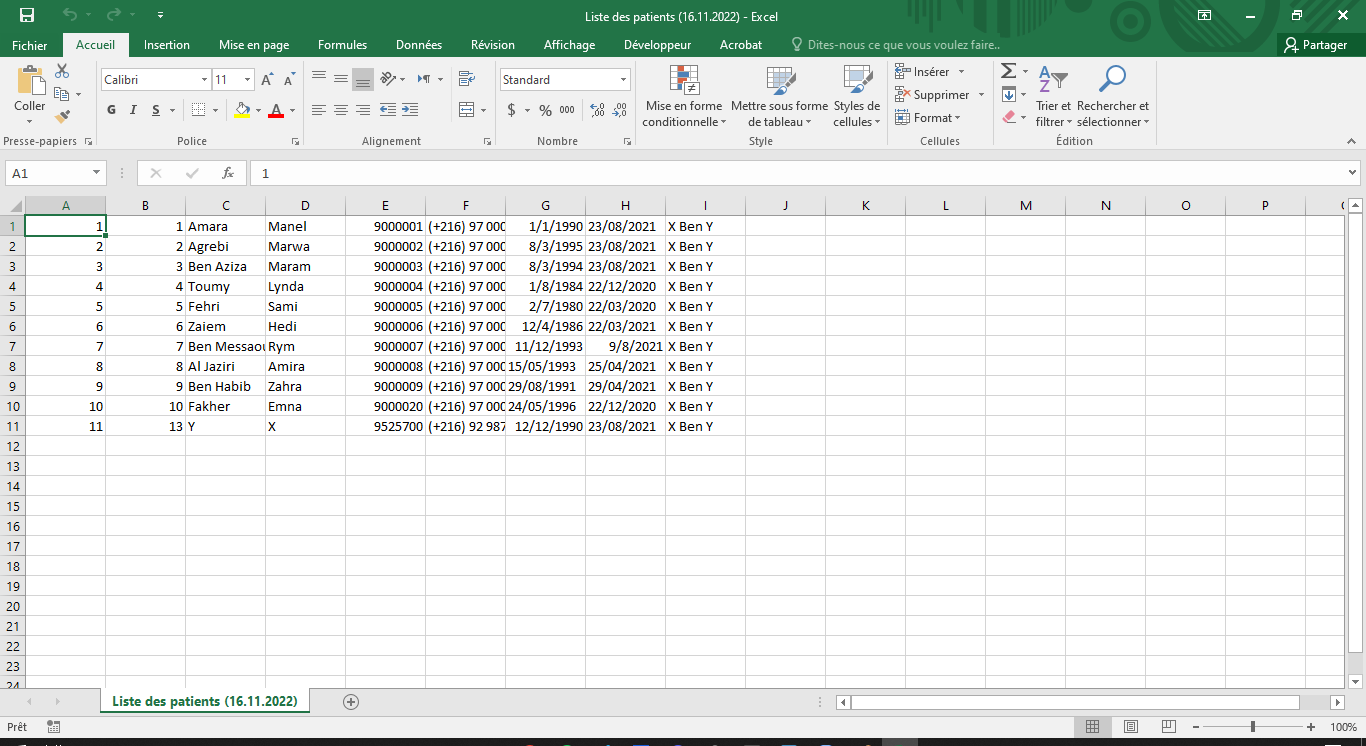 Liste des patients (16.11.2022) - Excel
Fichier Accueil Insertion Mise en page Formules Données Révision Affichage Développeur Acrobat Dites-nous ce que vous voulez faire.. Partager
Coller Calibri 11 Standard
G I S $ % 000
Mise en forme conditionnelle Mettre sous forme de tableau Styles de cellules
Insérer
Supprimer
Format
Trier et filtrer Rechercher et sélectionner
Presse-papiers Police Alignement Nombre Style Cellules Édition
A1 fx 1
A B C D E F G H I J K L M N O P
1 1 1 Amara Manel 9000001 (+216) 97 000 1/1/1990 23/08/2021 X Ben Y
2 2 2 Agrebi Marwa 9000002 (+216) 97 000 8/3/1995 23/08/2021 X Ben Y
3 3 3 Ben Aziza Maram 9000003 (+216) 97 000 8/3/1994 23/08/2021 X Ben Y
4 4 4 Toumy Lynda 9000004 (+216) 97 000 1/8/1984 22/12/2020 X Ben Y
5 5 5 Fehri Sami 9000005 (+216) 97 000 2/7/1980 22/03/2020 X Ben Y
6 6 6 Zaiem Hedi 9000006 (+216) 97 000 12/4/1986 22/03/2021 X Ben Y
7 7 7 Ben Messaou Rym 9000007 (+216) 97 000 11/12/1993 9/8/2021 X Ben Y
8 8 8 Al Jaziri Amira 9000008 (+216) 97 000 15/05/1993 25/04/2021 X Ben Y
9 9 9 Ben Habib Zahra 9000009 (+216) 97 000 29/08/1991 29/04/2021 X Ben Y
10 10 10 Fakher Emna 9000020 (+216) 97 000 24/05/1996 22/12/2020 X Ben Y
11 11 13 Y X 9525700 (+216) 92 987 12/12/1990 23/08/2021 X Ben Y
12
13
14
15
16
17
18
19
20
21
22
23
24
Liste des patients (16.11.2022)
Prêt 100%